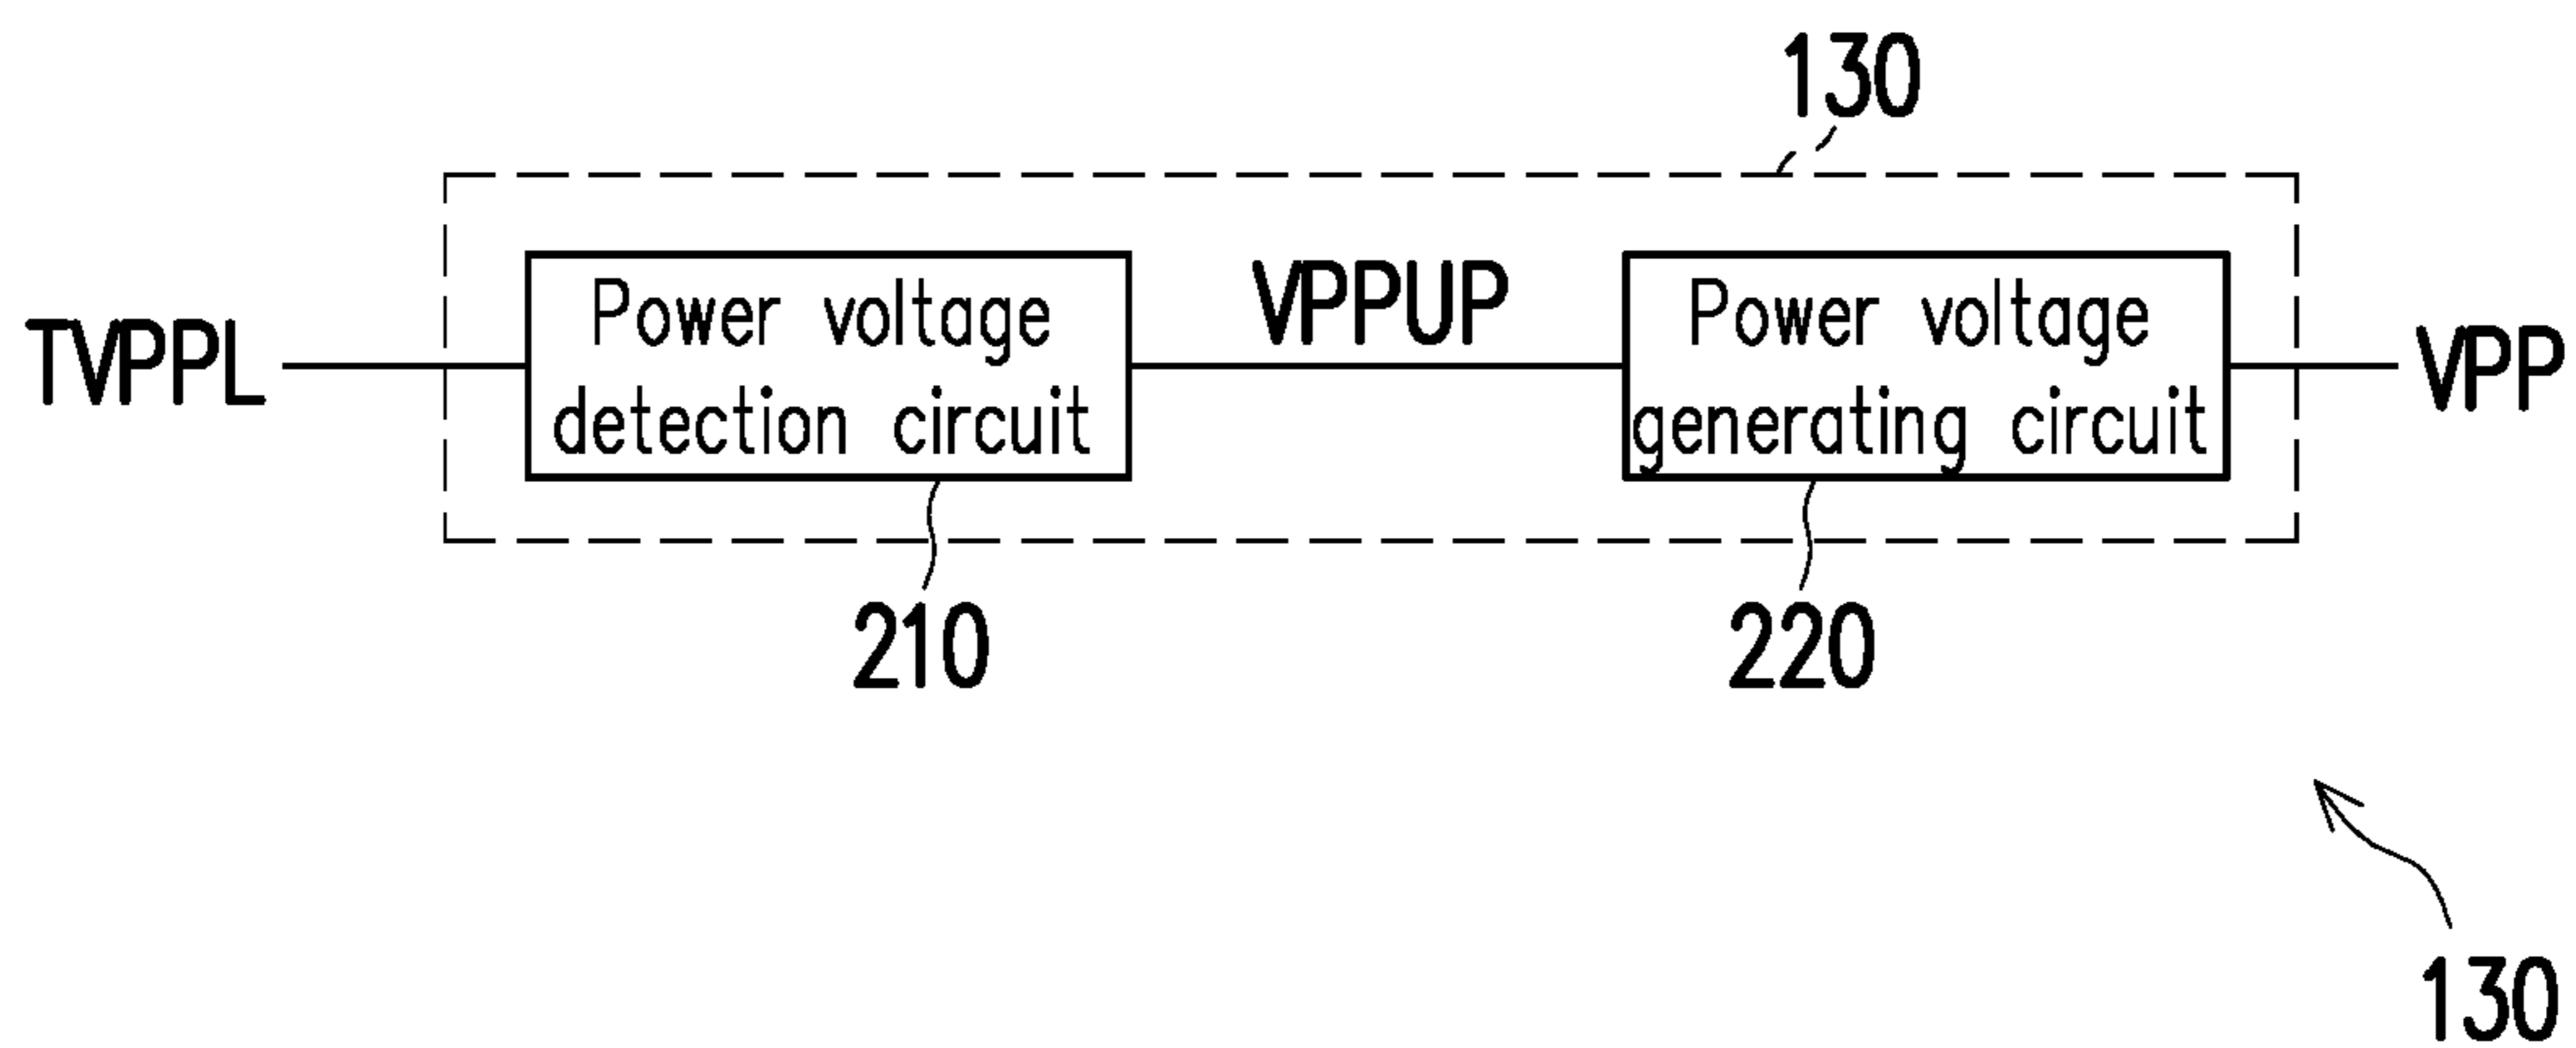 130
TVPPL
Power voltage
detection circuit
VPPUP
Power voltage
generating circuit
VPP
210
220
130